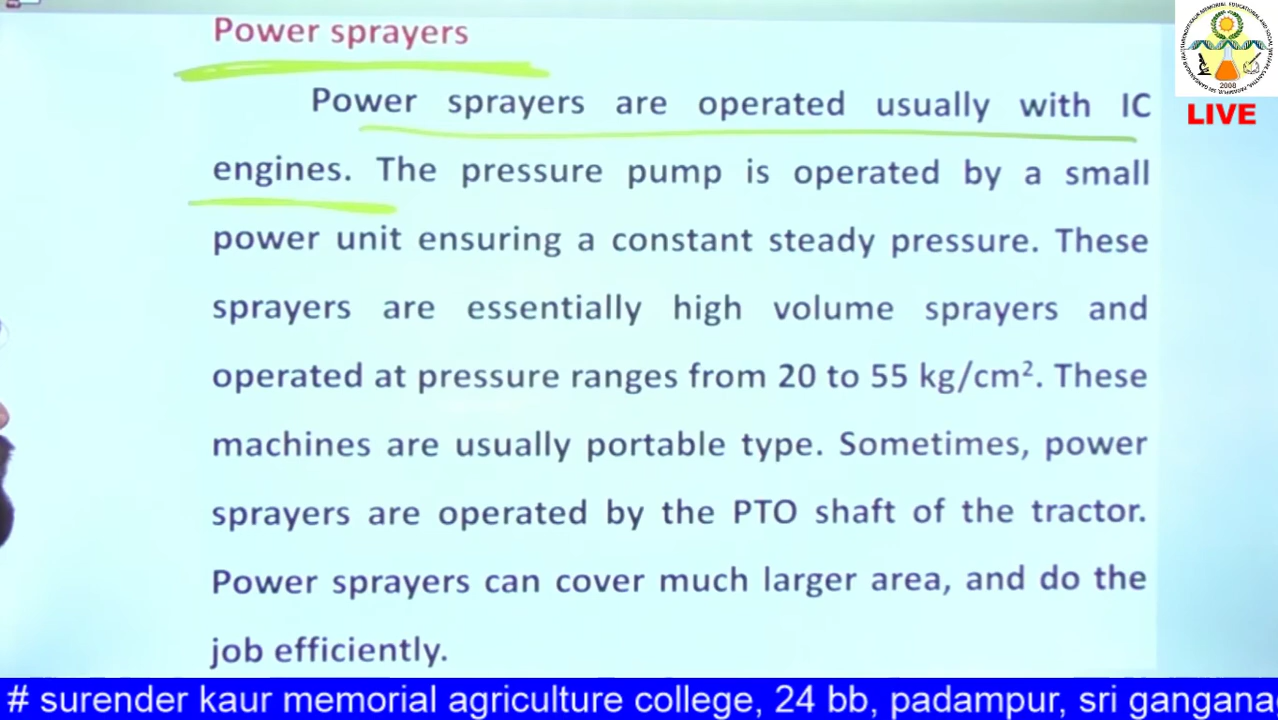 Power sprayers
Power sprayers are operated usually with IC
engines. The pressure pump is operated by a small
power unit ensuring a constant steady pressure. These
sprayers are essentially high volume sprayers and
operated at pressure ranges from 20 to 55 kg/cm². These
machines are usually portable type. Sometimes, power
sprayers are operated by the PTO shaft of the tractor.
Power sprayers can cover much larger area, and do the
job efficiently.
2008
LIVE
# surender kaur memorial agriculture college, 24 bb, padampur, sri gangana